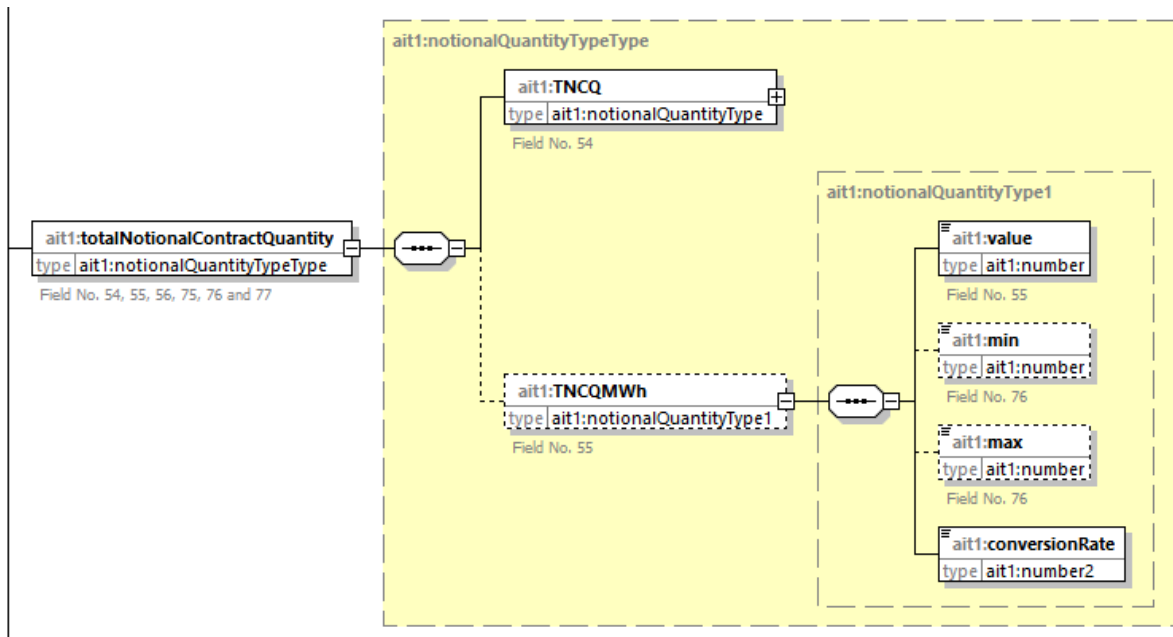 ait1:notionalQuantityTypeType
ait1:TNCQ
type ait1:notionalQuantityType
Field No. 54
ait1:notionalQuantityType1
ait1:totalNotionalContractQuantity
type ait1:notionalQuantityTypeType
Field No. 54, 55, 56, 75, 76 and 77
ait1:value
type ait1:number
Field No. 55
ait1:min
type ait1:number
Field No. 76
ait1:TNCQMWh
type ait1:notionalQuantityType1
Field No. 55
ait1:max
type ait1:number
Field No. 76
ait1:conversionRate
type ait1:number2